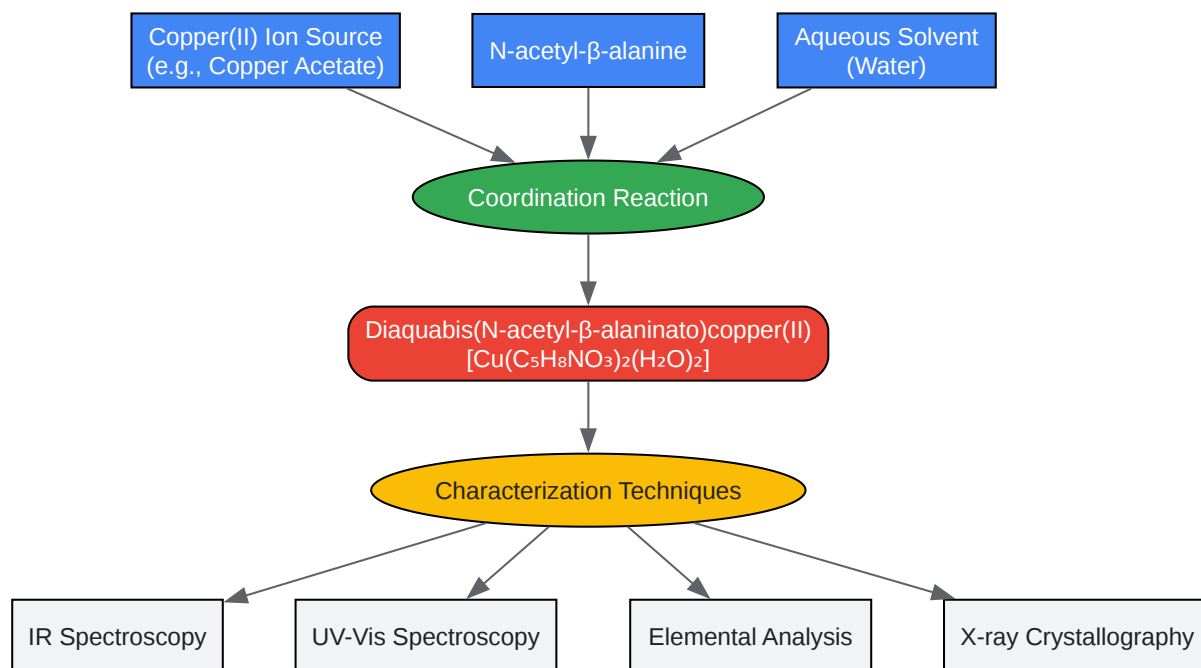 Copper(II) Ion Source
(e.g., Copper Acetate)
N-acetyl-β-alanine
Aqueous Solvent
(Water)
Coordination Reaction
Diaquabis(N-acetyl-β-alaninato)copper(II)
[Cu(C₅H₈NO₃)₂(H₂O)₂]
Characterization Techniques
IR Spectroscopy
UV-Vis Spectroscopy
Elemental Analysis
X-ray Crystallography